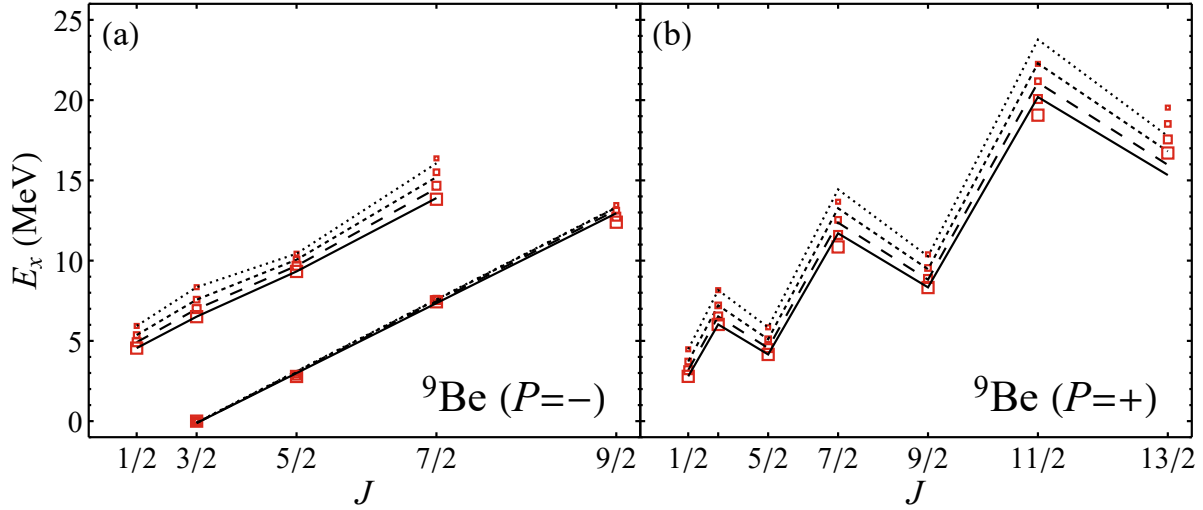 (a)
(b)
25
20
15
10
5
0
E_x (MeV)
⁹Be (P=−)
⁹Be (P=+)
1/2 3/2 5/2 7/2 9/2
1/2 5/2 7/2 9/2 11/2 13/2
J
J